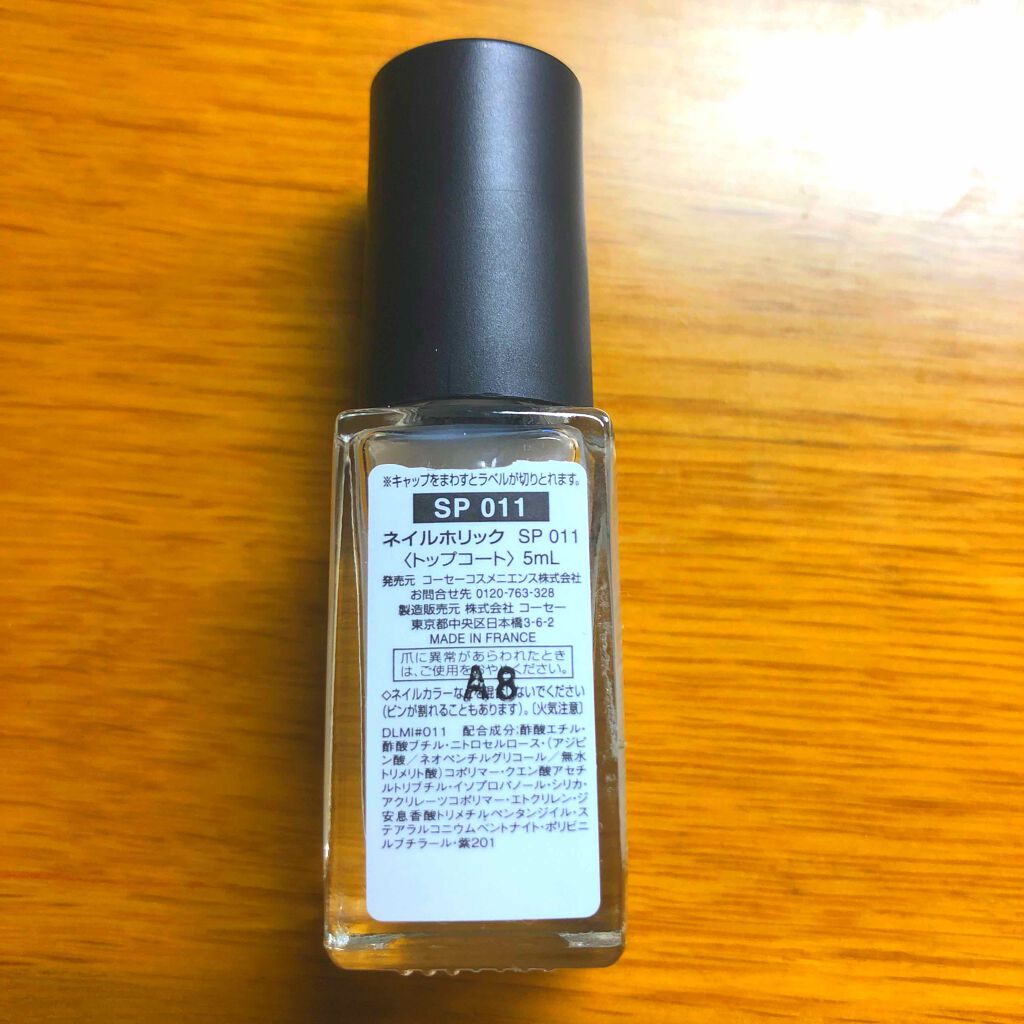 ※キャップをまわすとラベルが切りとれます。
SP 011
ネイルホリック SP 011
〈トップコート〉5mL
発売元 コーセーコスメニエンス株式会社
お問合せ先 0120-763-328
製造販売元 株式会社 コーセー
東京都中央区日本橋3-6-2
MADE IN FRANCE
爪に異常があらわれたとき
は、ご使用をおやめください。
A8
◇ネイルカラーなどを混合しないでください
(ビンが割れることもあります)。〔火気注意〕
DLMI#011 配合成分:酢酸エチル・
酢酸ブチル・ニトロセルロース・(アジピ
ン酸/ネオペンチルグリコール/無水
トリメリト酸)コポリマー・クエン酸アセチ
ルトリブチル・イソプロパノール・シリカ・
アクリレーツコポリマー・エトクリレン・ジ
安息香酸トリメチルペンタンジイル・ス
テアラルコニウムベントナイト・ポリビニ
ルブチラール・紫201